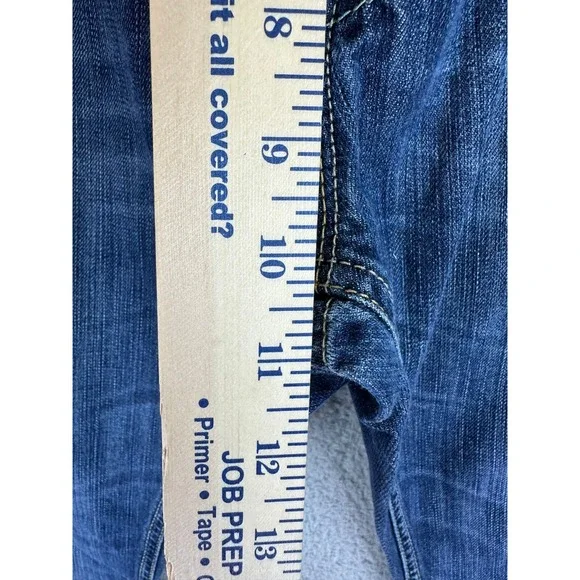 8 9 10 11 12 13
it all covered?
JOB PREP
• Primer • Tape •